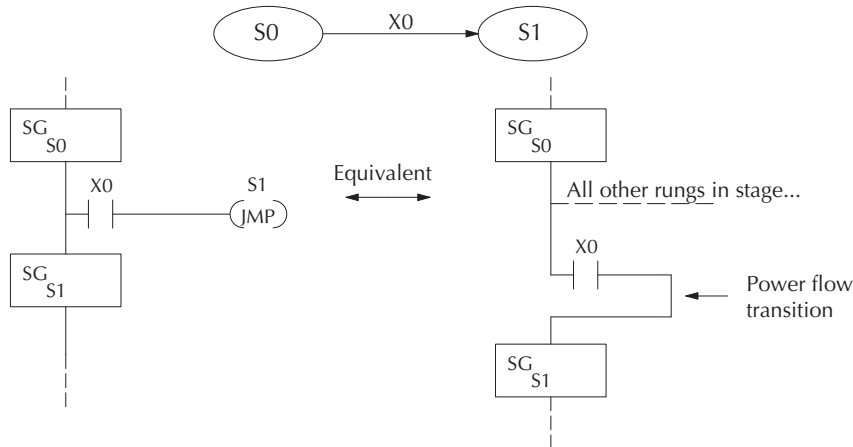 S0
X0
S1
SG
S0
X0
S1
JMP
SG
S1
Equivalent
SG
S0
All other rungs in stage...
X0
Power flow
transition
SG
S1